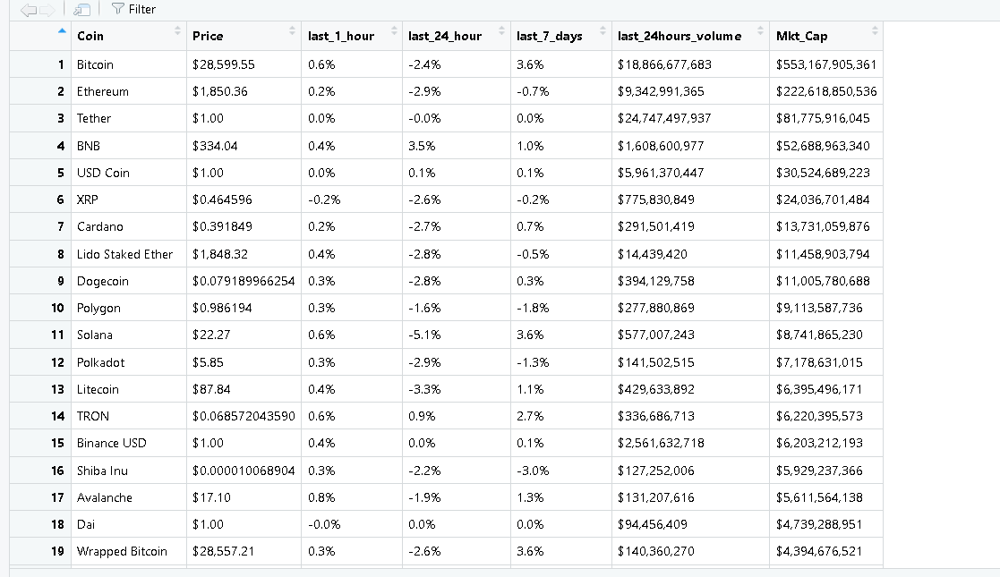 Filter
Coin Price last_1_hour last_24_hour last_7_days last_24hours_volume Mkt_Cap
1 Bitcoin $28,599.55 0.6% -2.4% 3.6% $18,866,677,683 $553,167,905,361
2 Ethereum $1,850.36 0.2% -2.9% -0.7% $9,342,991,365 $222,618,850,536
3 Tether $1.00 0.0% -0.0% 0.0% $24,747,497,937 $81,775,916,045
4 BNB $334.04 0.4% 3.5% 1.0% $1,608,600,977 $52,688,963,340
5 USD Coin $1.00 0.0% 0.1% 0.1% $5,961,370,447 $30,524,689,223
6 XRP $0.464596 -0.2% -2.6% -0.2% $775,830,849 $24,036,701,484
7 Cardano $0.391849 0.2% -2.7% 0.7% $291,501,419 $13,731,059,876
8 Lido Staked Ether $1,848.32 0.4% -2.8% -0.5% $14,439,420 $11,458,903,794
9 Dogecoin $0.079189966254 0.3% -2.8% 0.3% $394,129,758 $11,005,780,688
10 Polygon $0.986194 0.3% -1.6% -1.8% $277,880,869 $9,113,587,736
11 Solana $22.27 0.6% -5.1% 3.6% $577,007,243 $8,741,865,230
12 Polkadot $5.85 0.3% -2.9% -1.3% $141,502,515 $7,178,631,015
13 Litecoin $87.84 0.4% -3.3% 1.1% $429,633,892 $6,395,496,171
14 TRON $0.068572043590 0.6% 0.9% 2.7% $336,686,713 $6,220,395,573
15 Binance USD $1.00 0.4% 0.0% 0.1% $2,561,632,718 $6,203,212,193
16 Shiba Inu $0.000010068904 0.3% -2.2% -3.0% $127,252,006 $5,929,237,366
17 Avalanche $17.10 0.8% -1.9% 1.3% $131,207,616 $5,611,564,138
18 Dai $1.00 -0.0% 0.0% 0.0% $94,456,409 $4,739,288,951
19 Wrapped Bitcoin $28,557.21 0.3% -2.6% 3.6% $140,360,270 $4,394,676,521